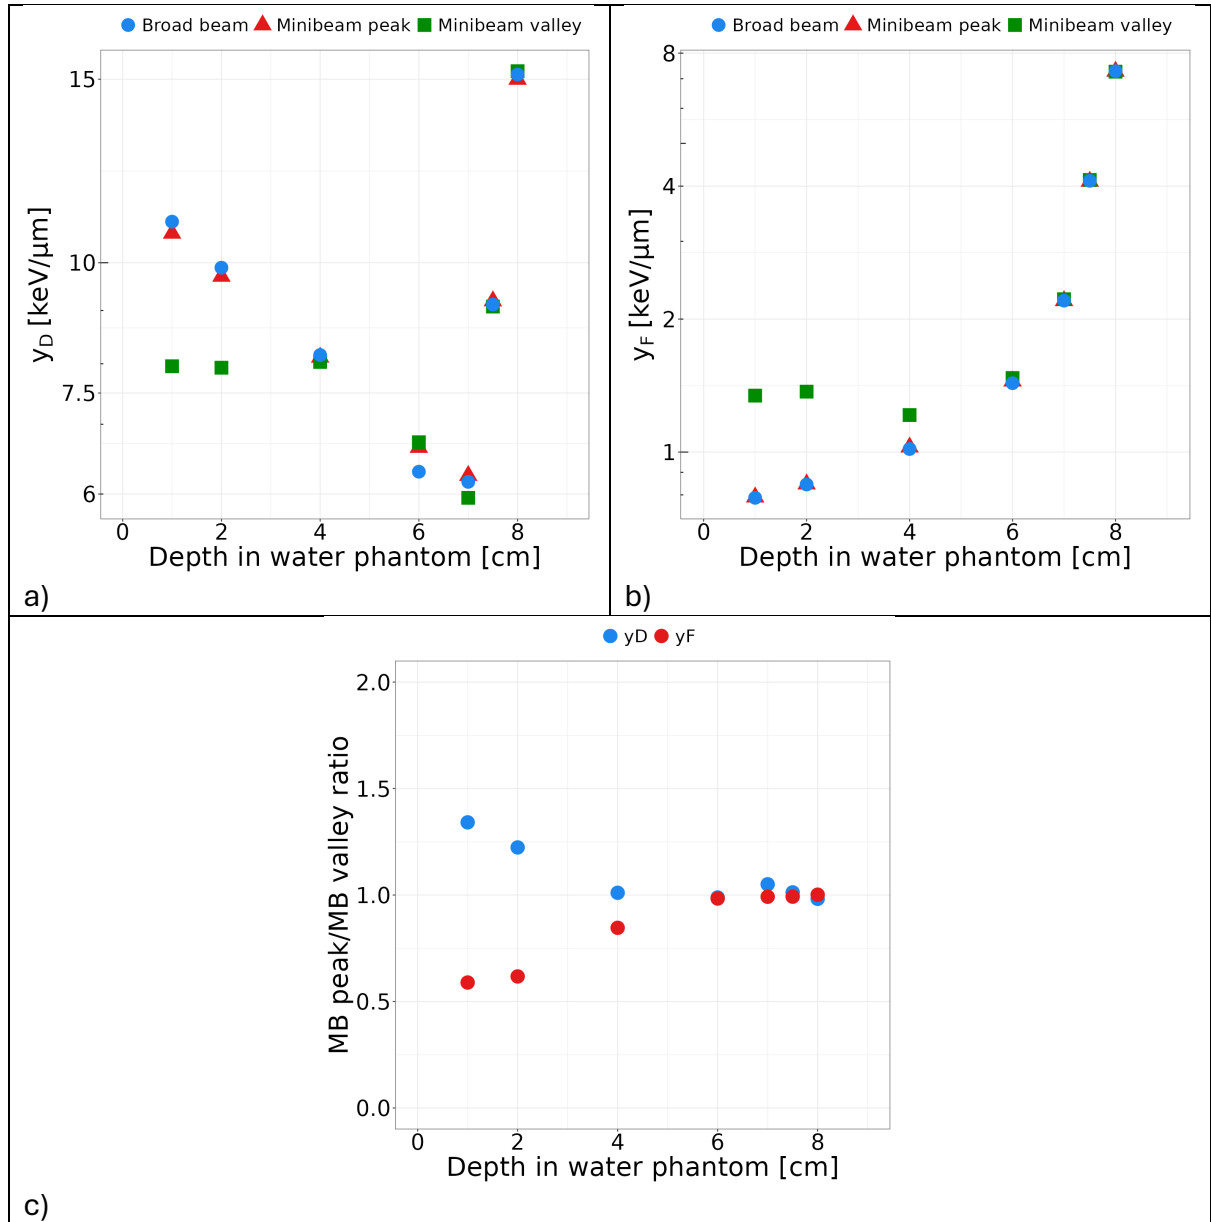 Broad beam Minibeam peak Minibeam valley
15
10
7.5
6
yD [keV/μm]
0 2 4 6 8
Depth in water phantom [cm]
a)
Broad beam Minibeam peak Minibeam valley
8
4
2
1
yF [keV/μm]
0 2 4 6 8
Depth in water phantom [cm]
b)
yD yF
2.0
1.5
1.0
0.5
0.0
MB peak/MB valley ratio
0 2 4 6 8
Depth in water phantom [cm]
c)